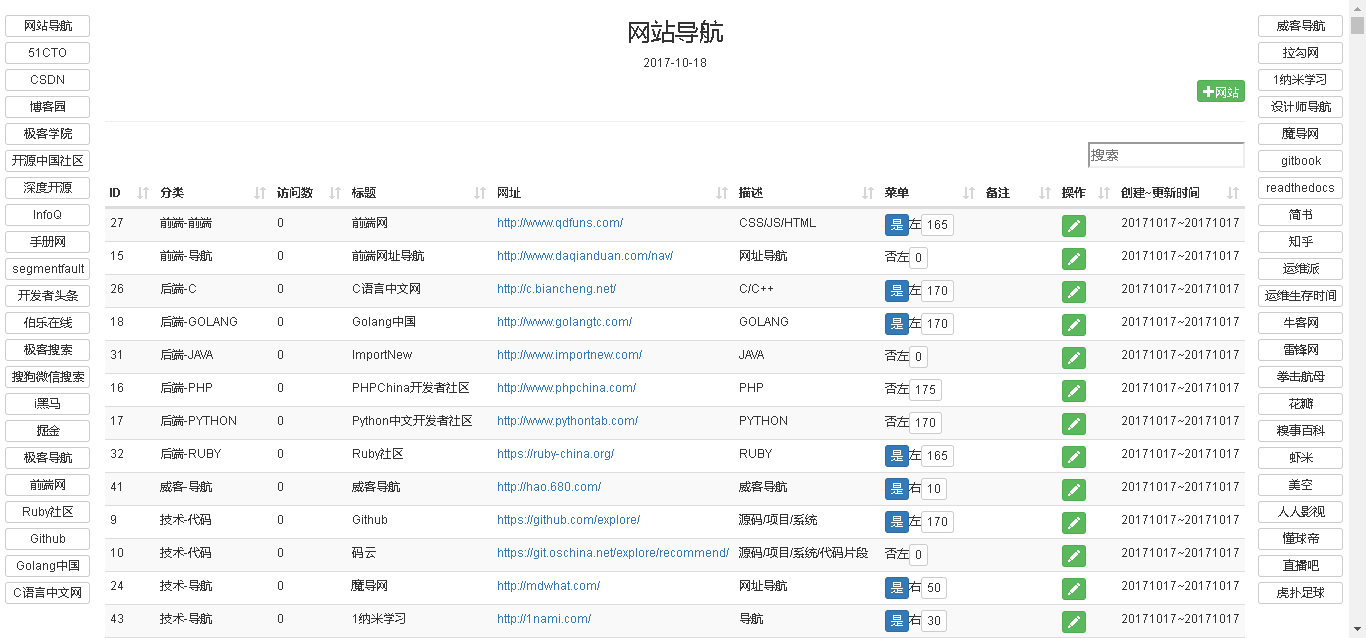 网站导航
51CTO
CSDN
博客园
极客学院
开源中国社区
深度开源
InfoQ
手册网
segmentfault
开发者头条
伯乐在线
极客搜索
搜狗微信搜索
i黑马
掘金
极客导航
前端网
Ruby社区
Github
Golang中国
C语言中文网
网站导航
2017-10-18
网站
搜索
ID 分类 访问数 标题 网址 描述 菜单 备注 操作 创建~更新时间
27 前端-前端 0 前端网 http://www.qdfuns.com/ CSS/JS/HTML 是 左 165 20171017~20171017
15 前端-导航 0 前端网址导航 http://www.daqianduan.com/nav/ 网址导航 否左 0 20171017~20171017
26 后端-C 0 C语言中文网 http://c.biancheng.net/ C/C++ 是 左 170 20171017~20171017
18 后端-GOLANG 0 Golang中国 http://www.golangtc.com/ GOLANG 是 左 170 20171017~20171017
31 后端-JAVA 0 ImportNew http://www.importnew.com/ JAVA 否左 0 20171017~20171017
16 后端-PHP 0 PHPChina开发者社区 http://www.phpchina.com/ PHP 否左 175 20171017~20171017
17 后端-PYTHON 0 Python中文开发者社区 http://www.pythontab.com/ PYTHON 否左 170 20171017~20171017
32 后端-RUBY 0 Ruby社区 https://ruby-china.org/ RUBY 是 左 165 20171017~20171017
41 威客-导航 0 威客导航 http://hao.680.com/ 威客导航 是 右 10 20171017~20171017
9 技术-代码 0 Github https://github.com/explore/ 源码/项目/系统 是 左 170 20171017~20171017
10 技术-代码 0 码云 https://git.oschina.net/explore/recommend/ 源码/项目/系统/代码片段 否左 0 20171017~20171017
24 技术-导航 0 魔导网 http://mdwhat.com/ 网址导航 是 右 50 20171017~20171017
43 技术-导航 0 1纳米学习 http://1nami.com/ 导航 是 右 30 20171017~20171017
威客导航
拉勾网
1纳米学习
设计师导航
魔导网
gitbook
readthedocs
简书
知乎
运维派
运维生存时间
牛客网
雷锋网
拳击航母
花瓣
糗事百科
虾米
美空
人人影视
懂球帝
直播吧
虎扑足球